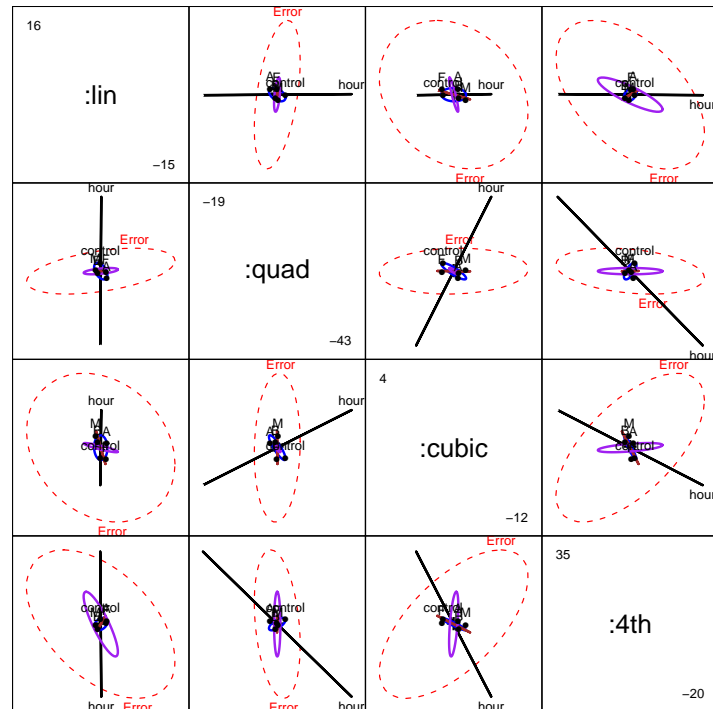 16
:lin
−15
Error
A F
control
hour
F A
control
M
hour
Error
A
control
hour
Error
hour
control
Error
M F
A
−19
:quad
−43
hour
control
Error
F M
control
M
Error
hour
hour
M
BA
control
Error
Error
M
A B
control
hour
4
:cubic
−12
Error
M
BA
control
hour
control
A
hour
Error
Error
A
control
hour
Error
control
F M
hour
35
:4th
−20